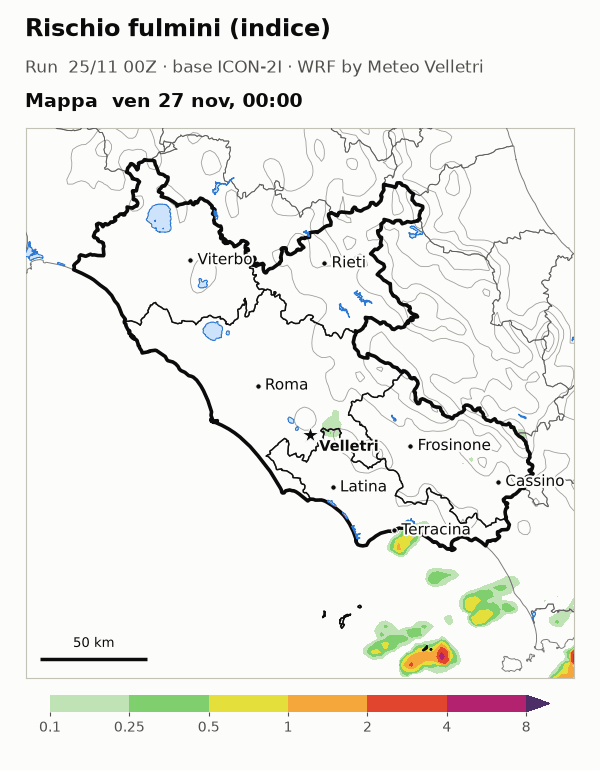 Rischio fulmini (indice)
Run  25/11 00Z · base ICON-2I · WRF by Meteo Velletri
Mappa  ven 27 nov, 00:00
Viterbo
Rieti
Roma
Velletri
Frosinone
Latina
Cassino
Terracina
50 km
0.1 0.25 0.5 1 2 4 8